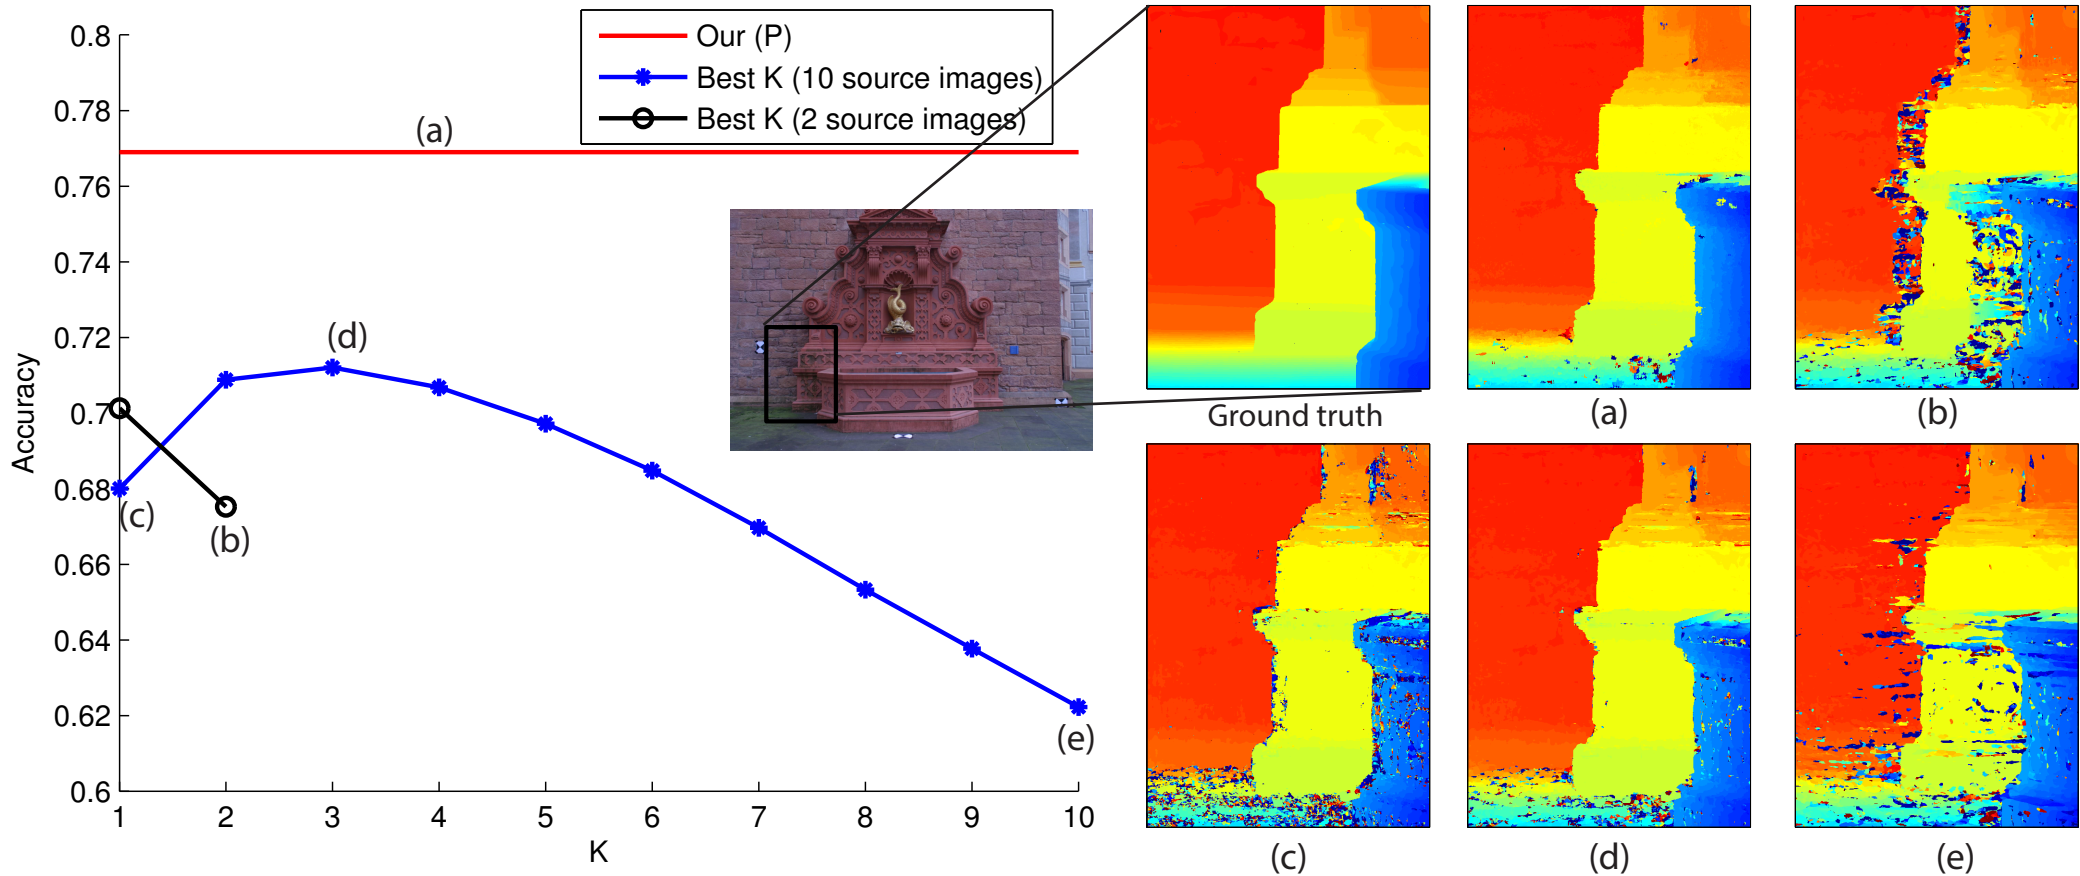 Our (P)
Best K (10 source images)
Best K (2 source images)
0.8
0.78
0.76
0.74
0.72
0.7
0.68
0.66
0.64
0.62
0.6
Accuracy
1 2 3 4 5 6 7 8 9 10
K
(a)
(d)
(c)
(b)
(e)
Ground truth
(a)
(b)
(c)
(d)
(e)